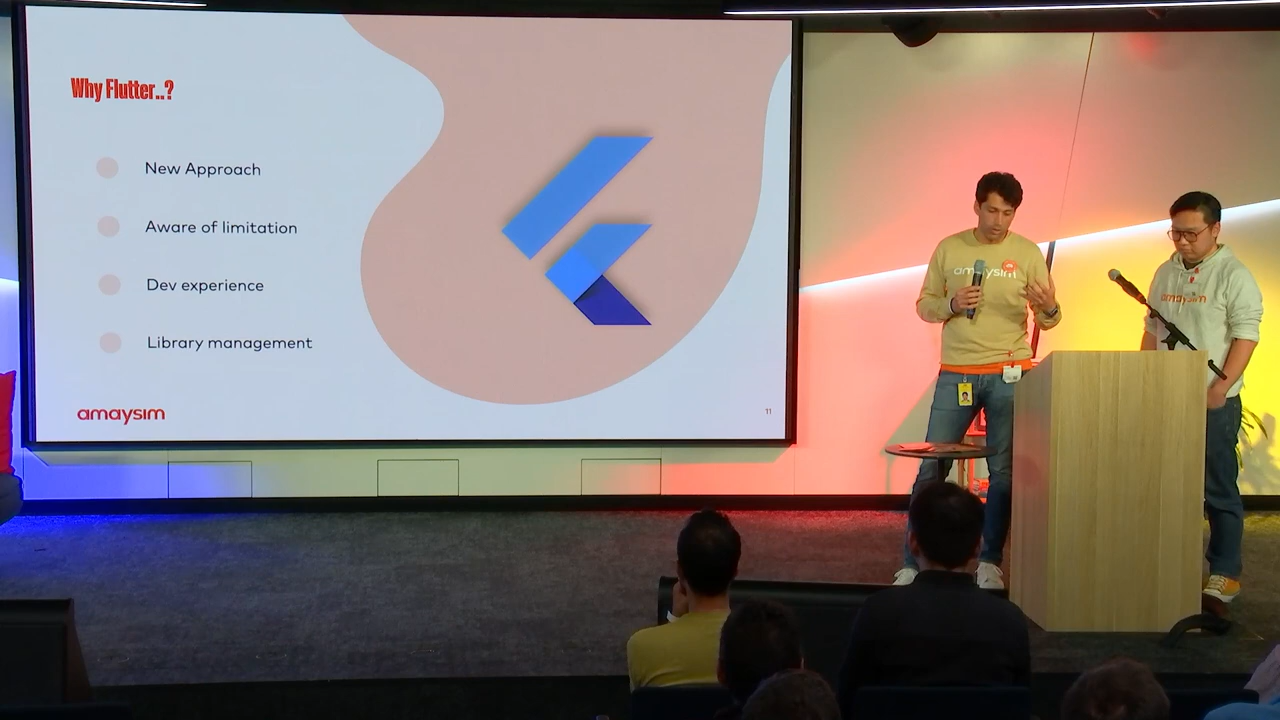 Why Flutter..?
New Approach
Aware of limitation
Dev experience
Library management
amaysim
11
amaysim
amaysim